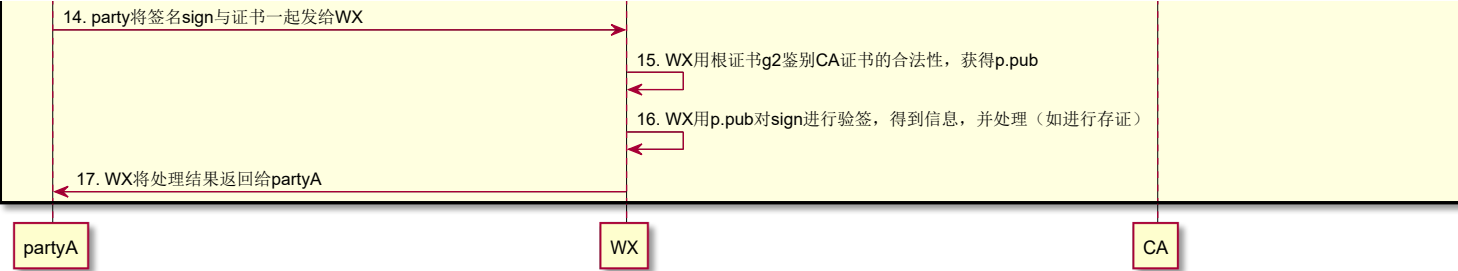 14. party将签名sign与证书一起发给WX
15. WX用根证书g2鉴别CA证书的合法性，获得p.pub
16. WX用p.pub对sign进行验签，得到信息，并处理（如进行存证）
17. WX将处理结果返回给partyA
partyA
WX
CA